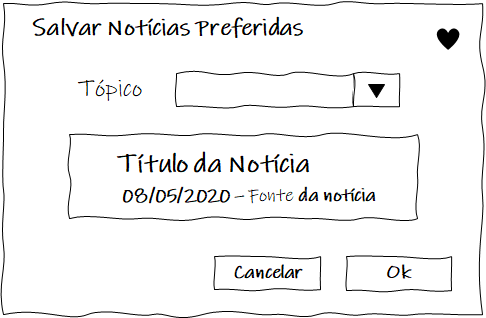 Salvar Notícias Preferidas
Tópico
Título da Notícia
08/05/2020 – Fonte da notícia
Cancelar
Ok